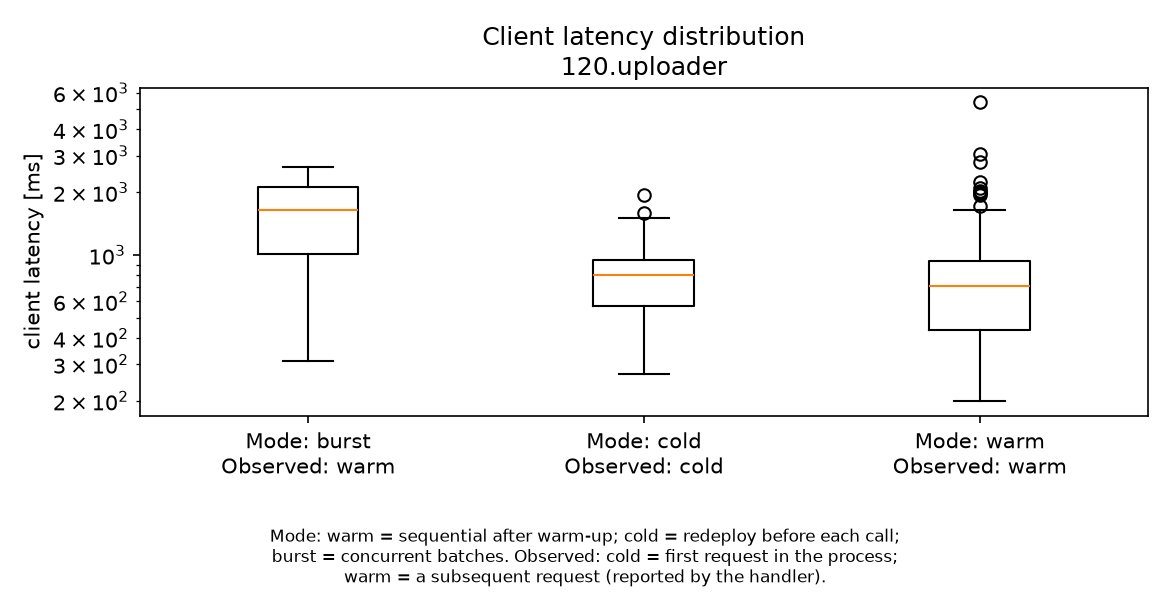 Client latency distribution
120.uploader
client latency [ms]
6 × 10³
4 × 10³
3 × 10³
2 × 10³
10³
6 × 10²
4 × 10²
3 × 10²
2 × 10²
Mode: burst
Observed: warm
Mode: cold
Observed: cold
Mode: warm
Observed: warm
Mode: warm = sequential after warm-up; cold = redeploy before each call;
burst = concurrent batches. Observed: cold = first request in the process;
warm = a subsequent request (reported by the handler).